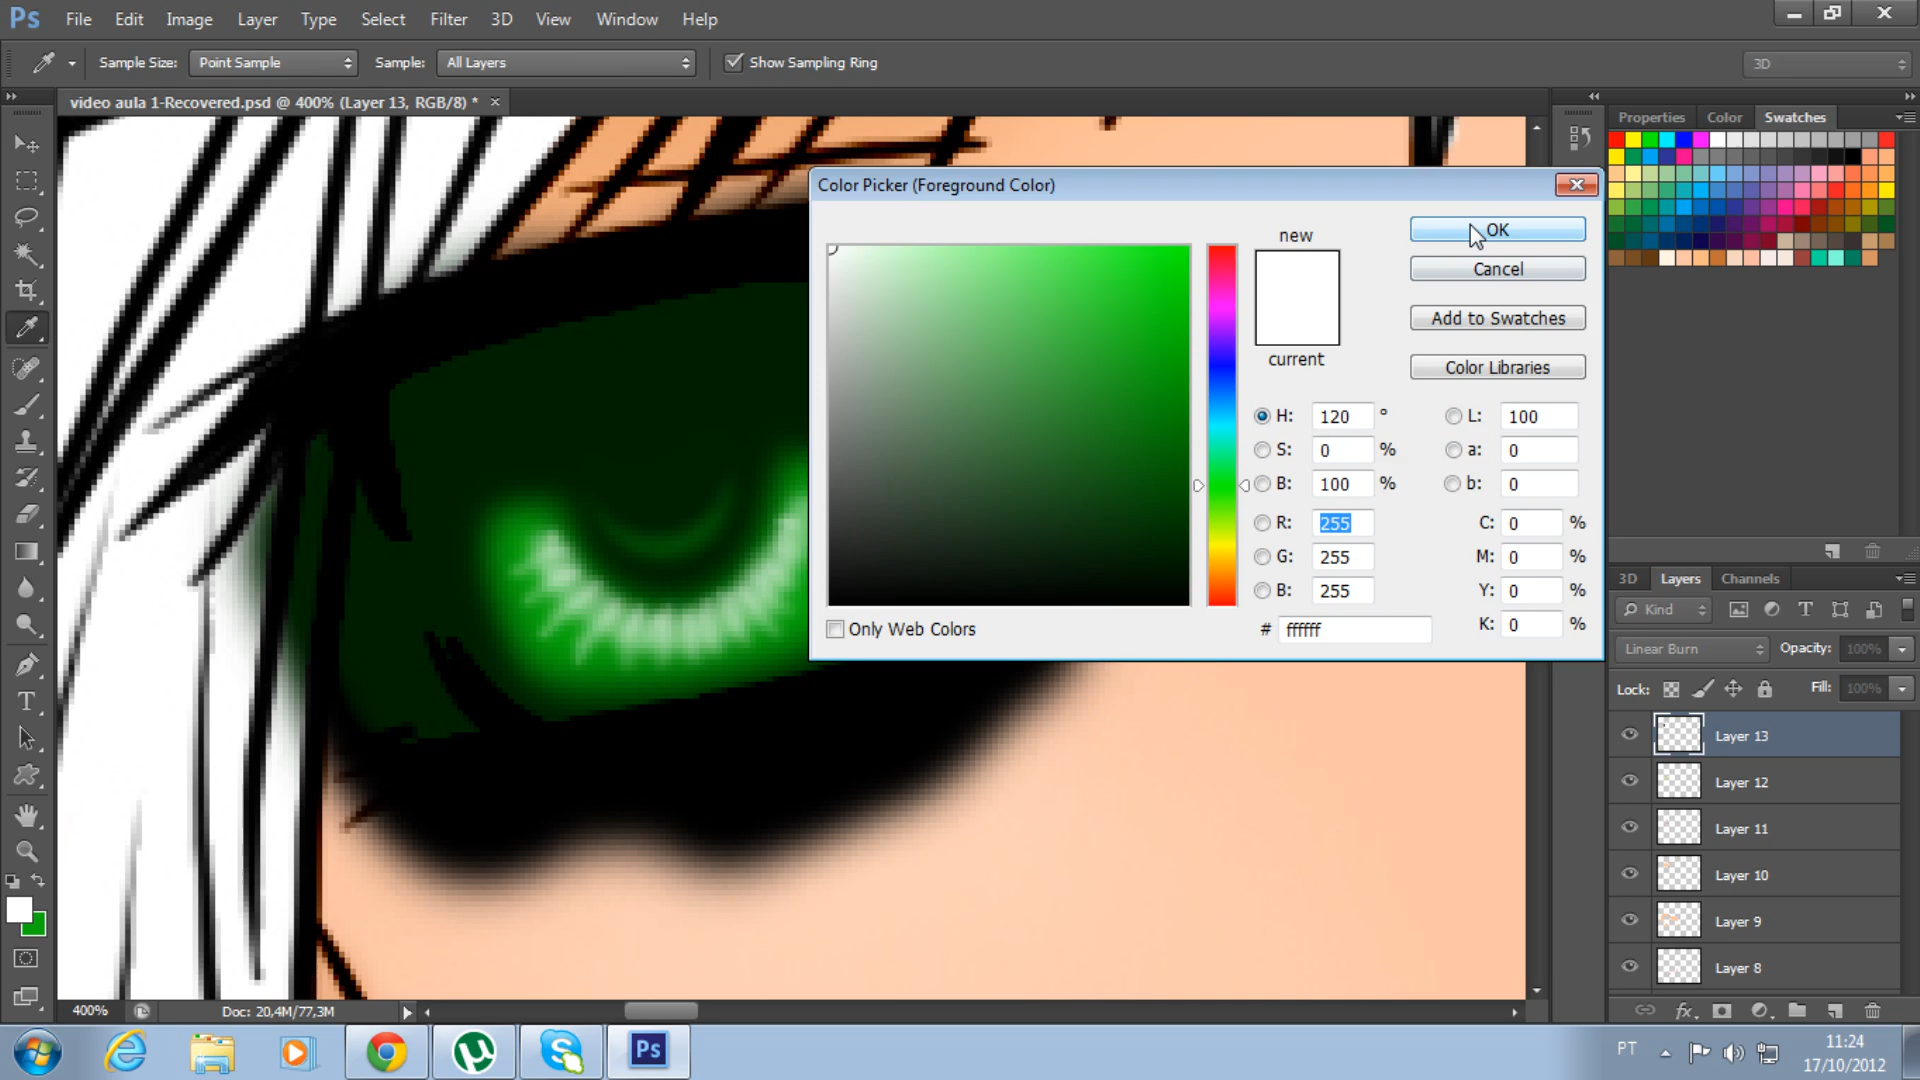 Ps File Edit Image Layer Type Select Filter 3D View Window Help
Sample Size: Point Sample Sample: All Layers Show Sampling Ring 3D
video aula 1-Recovered.psd @ 400% (Layer 13, RGB/8) *
Properties Color Swatches
Color Picker (Foreground Color)
new
current
OK
Cancel
Add to Swatches
Color Libraries
H: 120 ° L: 100
S: 0 % a: 0
B: 100 % b: 0
R: 255 C: 0 %
G: 255 M: 0 %
B: 255 Y: 0 %
# ffffff K: 0 %
Only Web Colors
3D Layers Channels
Kind
Linear Burn Opacity: 100%
Lock: Fill: 100%
Layer 13
Layer 12
Layer 11
Layer 10
Layer 9
Layer 8
fx
400% Doc: 20,4M/77,3M
Ps
PT
11:24
17/10/2012